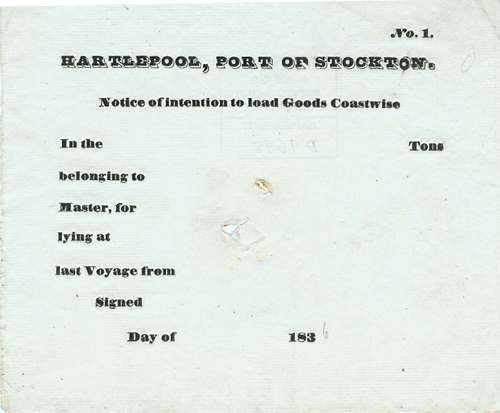 No. 1.
HARTLEPOOL, PORT OF STOCKTON.
Notice of intention to load Goods Coastwise
In the Tons
belonging to
Master, for
lying at
last Voyage from
Signed
Day of 1836